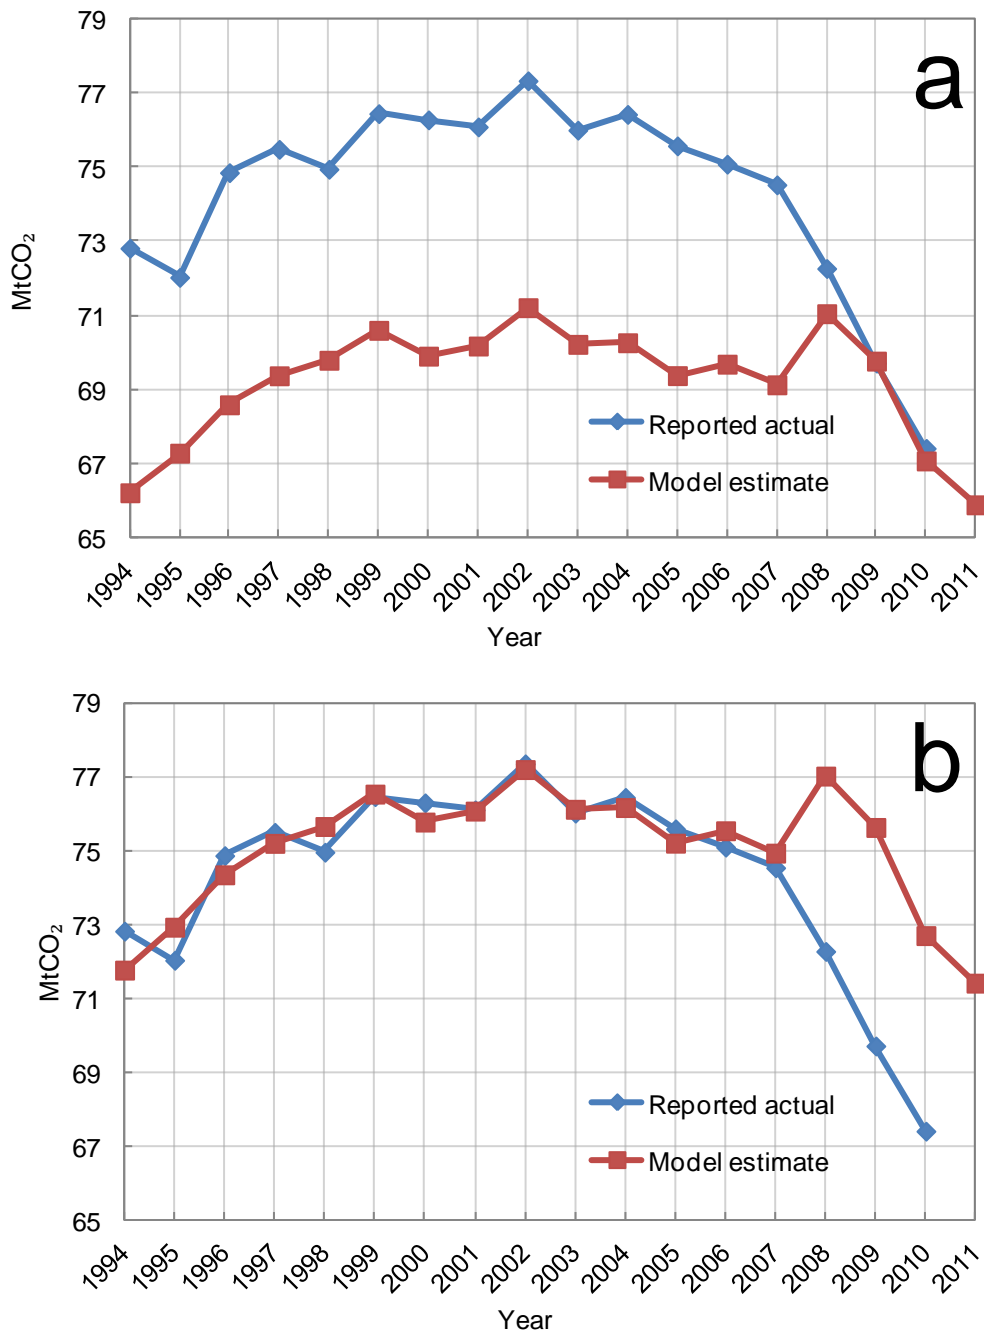 79
a
77
75
73
71
69
67
65
MtCO₂
Reported actual
Model estimate
1994 1995 1996 1997 1998 1999 2000 2001 2002 2003 2004 2005 2006 2007 2008 2009 2010 2011
Year
79
b
77
75
73
71
69
67
65
MtCO₂
Reported actual
Model estimate
1994 1995 1996 1997 1998 1999 2000 2001 2002 2003 2004 2005 2006 2007 2008 2009 2010 2011
Year